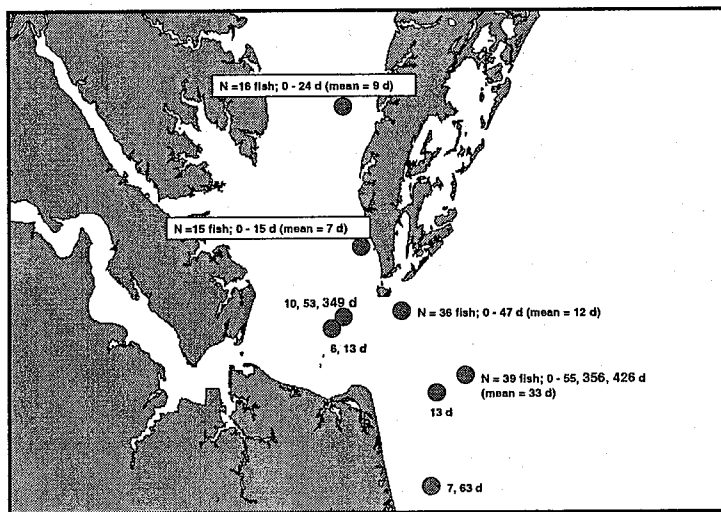 N =16 fish; 0 - 24 d (mean = 9 d)
N =15 fish; 0 - 15 d (mean = 7 d)
10, 53, 349 d
6, 13 d
N = 36 fish; 0 - 47 d (mean = 12 d)
N = 39 fish; 0 - 55, 356, 426 d
(mean = 33 d)
13 d
7, 63 d